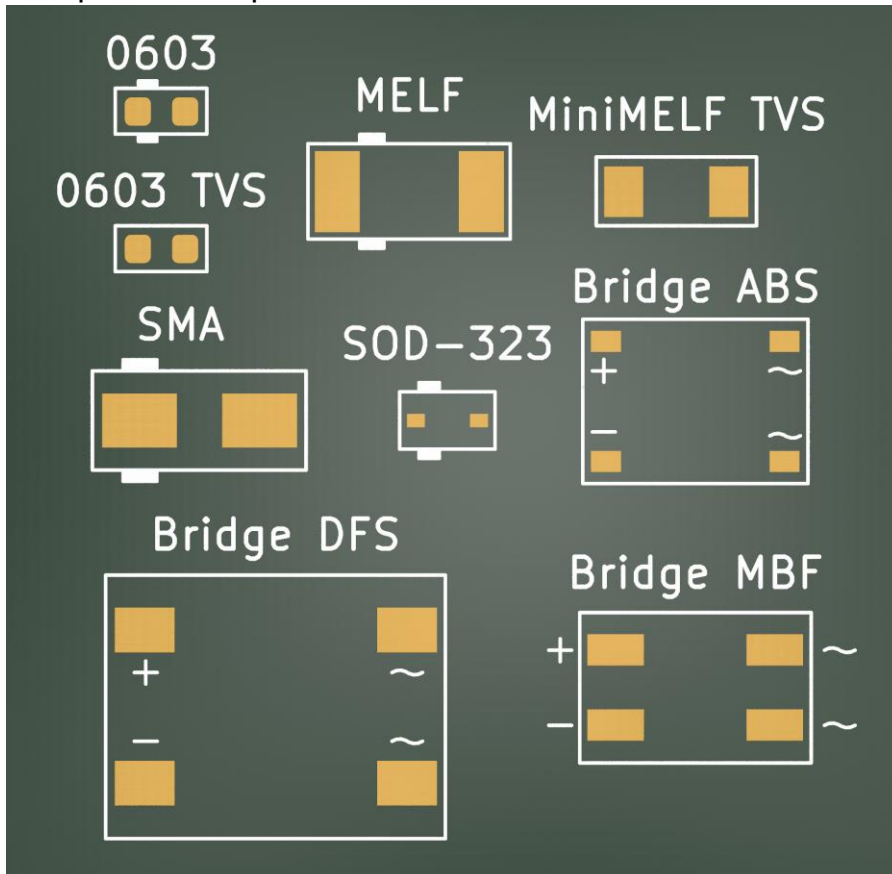 0603
MELF
MiniMELF TVS
0603 TVS
Bridge ABS
+ ~
- ~
SMA
SOD-323
Bridge DFS
+ ~
- ~
Bridge MBF
+ ~
- ~